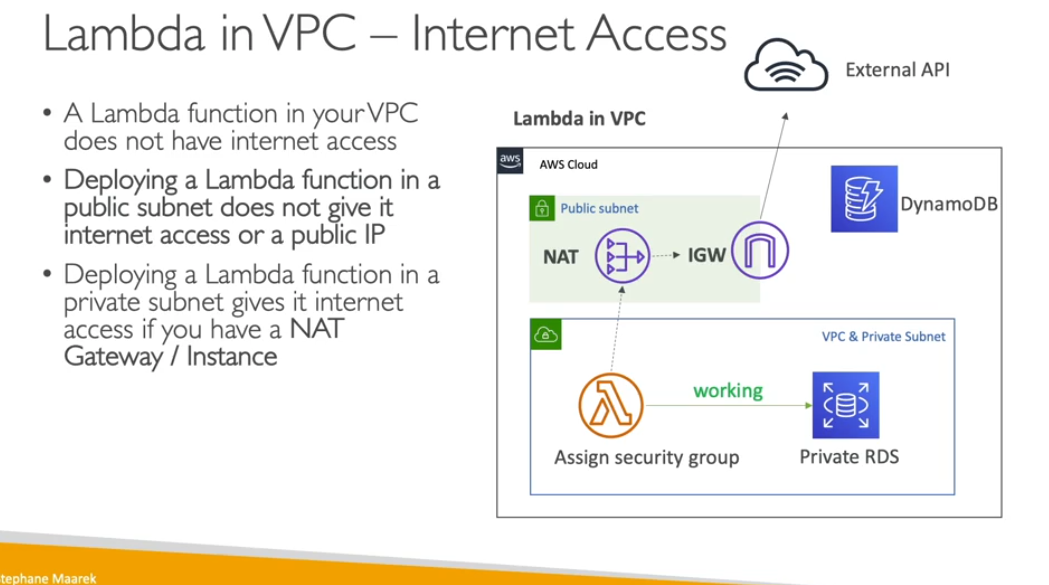 Lambda in VPC – Internet Access
• A Lambda function in your VPC
does not have internet access
• Deploying a Lambda function in a
public subnet does not give it
internet access or a public IP
• Deploying a Lambda function in a
private subnet gives it internet
access if you have a NAT
Gateway / Instance
External API
Lambda in VPC
aws
AWS Cloud
Public subnet
DynamoDB
NAT
IGW
VPC & Private Subnet
working
Assign security group
Private RDS
tephane Maarek